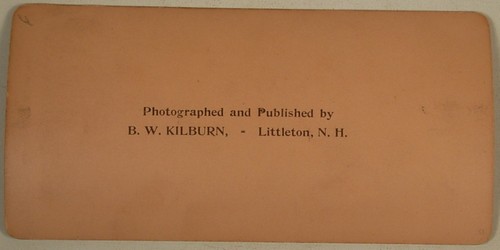 Photographed and Published by
B. W. KILBURN, - Littleton, N. H.